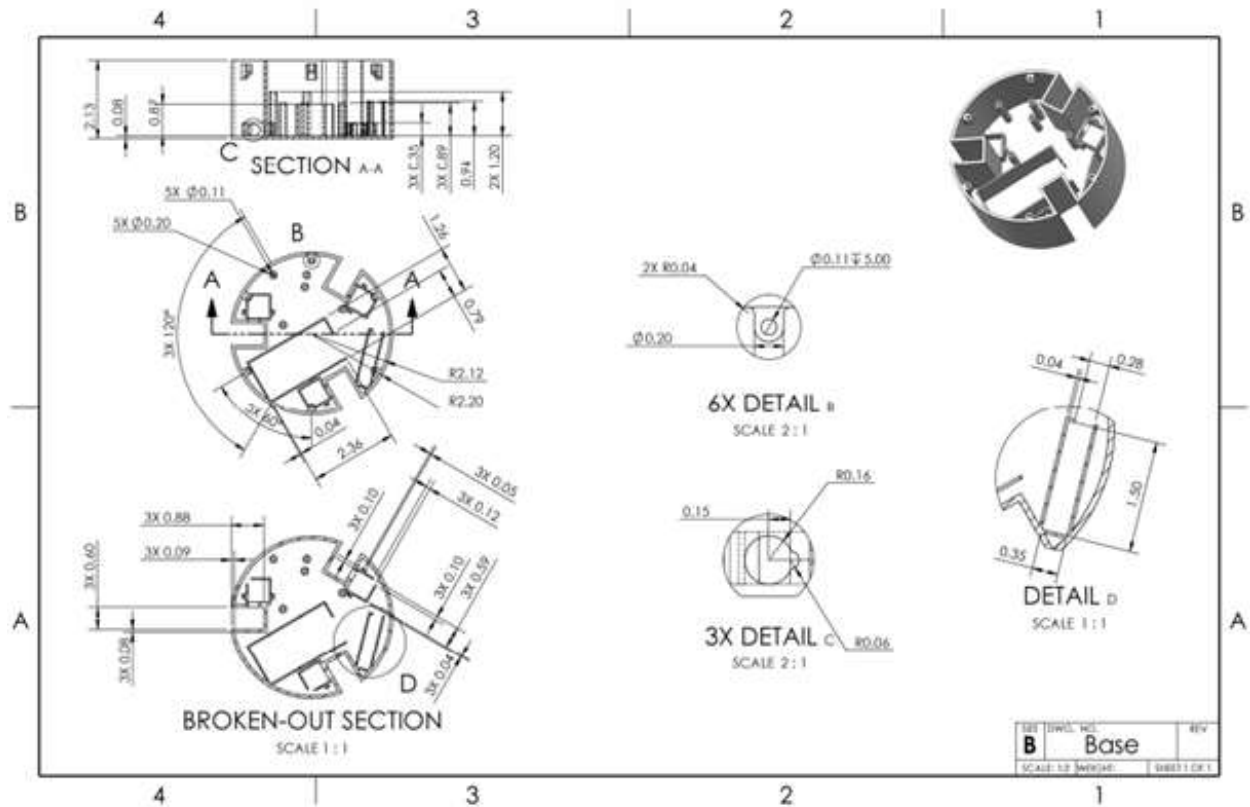 4 3 2 1
2.13
0.08
0.87
C
SECTION A-A
3X 0.35
3X 0.89
0.94
2X 1.20
B B
5X Ø0.11
5X Ø0.20
B
1.26
A A
0.79
3X 120°
R2.12
R2.20
3X 60°
0.04
2.36
2X R0.04
Ø0.11↧5.00
Ø0.20
6X DETAIL B
SCALE 2 : 1
0.04
0.28
1.50
0.35
DETAIL D
SCALE 1 : 1
3X 0.05
3X 0.12
3X 0.10
3X 0.88
3X 0.09
3X 0.60
3X 0.10
3X 0.59
3X 0.08
3X 0.04
D
R0.16
0.15
R0.06
3X DETAIL C
SCALE 2 : 1
A A
BROKEN-OUT SECTION
SCALE 1 : 1
DWG. NO. REV
B Base
SCALE: 1:2 WEIGHT: SHEET 1 OF 1
4 3 2 1